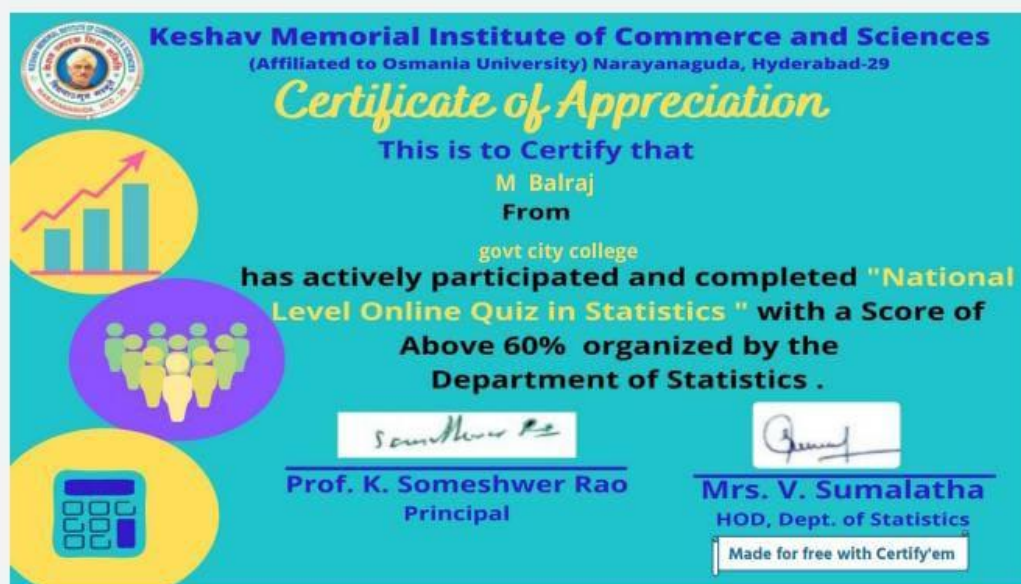 Keshav Memorial Institute of Commerce and Sciences
(Affiliated to Osmania University) Narayanaguda, Hyderabad-29
Certificate of Appreciation
This is to Certify that
M Balraj
From
govt city college
has actively participated and completed "National
Level Online Quiz in Statistics " with a Score of
Above 60% organized by the
Department of Statistics .
Prof. K. Someshwer Rao
Principal
Mrs. V. Sumalatha
HOD, Dept. of Statistics
Made for free with Certify'em